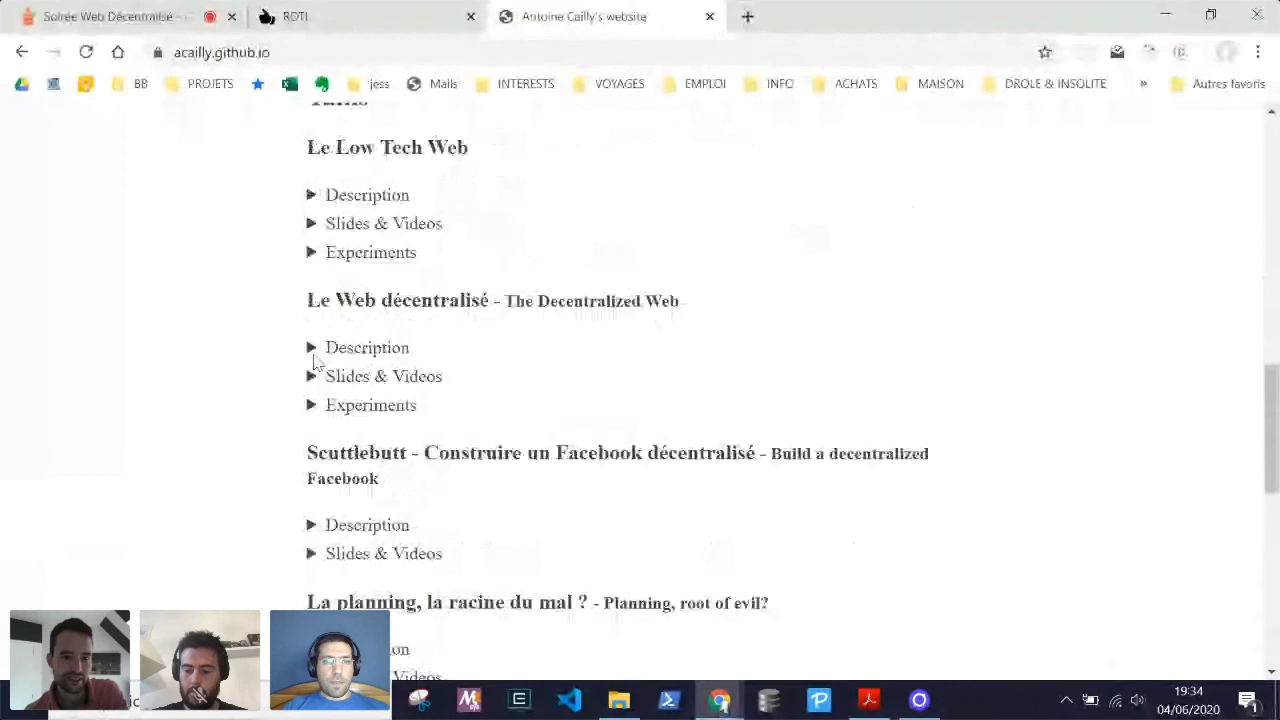 Soirée Web Décentralisé
RDTI
Antoine Cailly's website
acailly.github.io
BB
PROJETS
jess
Mails
INTERESTS
VOYAGES
EMPLOI
INFO
ACHATS
MAISON
DROLE & INSOLITE
»
Autres favoris
Le Low Tech Web
Description
Slides & Videos
Experiments
Le Web décentralisé - The Decentralized Web
Description
Slides & Videos
Experiments
Scuttlebutt - Construire un Facebook décentralisé - Build a decentralized
Facebook
Description
Slides & Videos
La planning, la racine du mal ? - Planning, root of evil?
Videos
19:34
04/06/2020